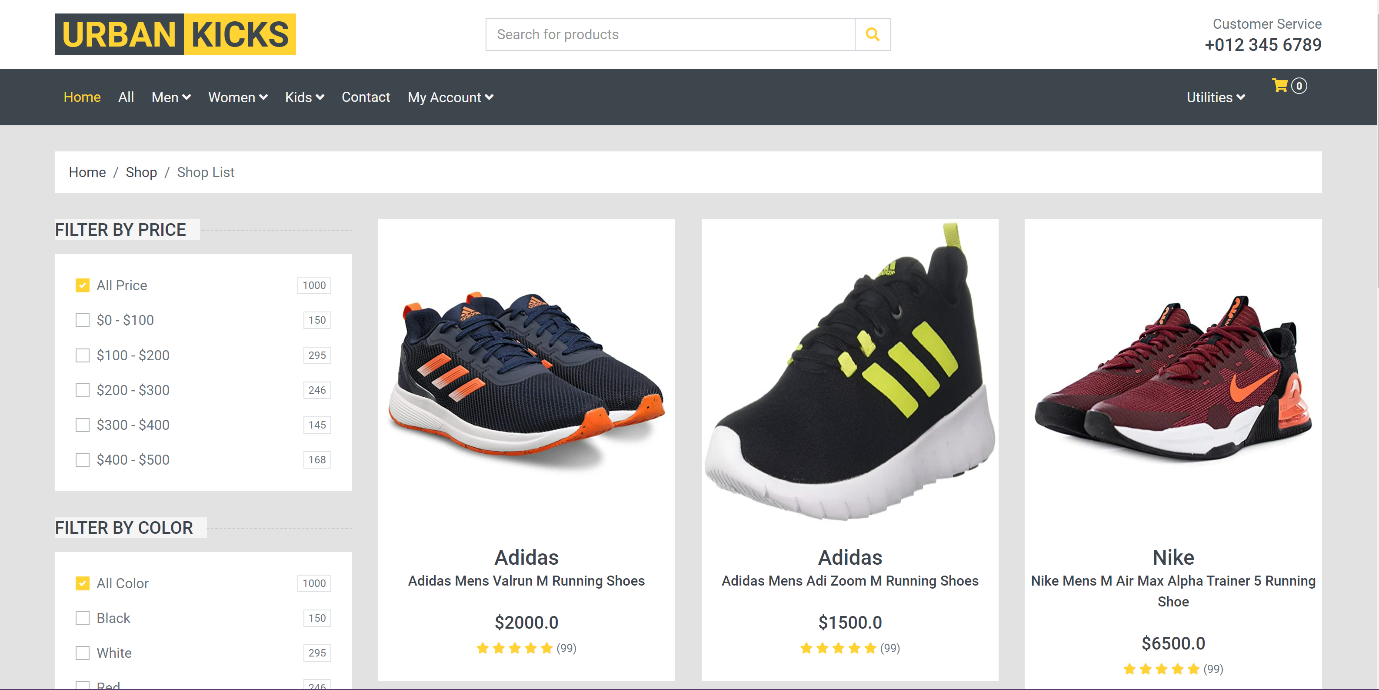 URBAN KICKS
Search for products
Customer Service
+012 345 6789
Home All Men Women Kids Contact My Account Utilities 0
Home / Shop / Shop List
FILTER BY PRICE
All Price 1000
$0 - $100 150
$100 - $200 295
$200 - $300 246
$300 - $400 145
$400 - $500 168
FILTER BY COLOR
All Color 1000
Black 150
White 295
Red 246
Adidas
Adidas Mens Valrun M Running Shoes
$2000.0
(99)
Adidas
Adidas Mens Adi Zoom M Running Shoes
$1500.0
(99)
Nike
Nike Mens M Air Max Alpha Trainer 5 Running
Shoe
$6500.0
(99)